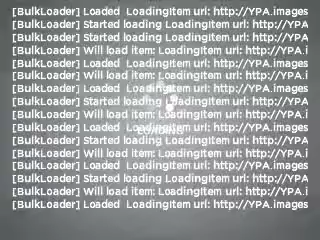 [BulkLoader] Loaded  LoadingItem url: http://YPA.images
[BulkLoader] Started loading LoadingItem url: http://YPA
[BulkLoader] Started loading LoadingItem url: http://YPA
[BulkLoader] Will load item: LoadingItem url: http://YPA.i
[BulkLoader] Loaded  LoadingItem url: http://YPA.images
[BulkLoader] Will load item: LoadingItem url: http://YPA.i
[BulkLoader] Loaded  LoadingItem url: http://YPA.images
[BulkLoader] Started loading LoadingItem url: http://YPA
[BulkLoader] Will load item: LoadingItem url: http://YPA.i
[BulkLoader] Loaded  LoadingItem url: http://YPA.images
LOADING
[BulkLoader] Started loading LoadingItem url: http://YPA
[BulkLoader] Will load item: LoadingItem url: http://YPA.i
[BulkLoader] Loaded  LoadingItem url: http://YPA.images
[BulkLoader] Started loading LoadingItem url: http://YPA
[BulkLoader] Will load item: LoadingItem url: http://YPA.i
[BulkLoader] Loaded  LoadingItem url: http://YPA.images